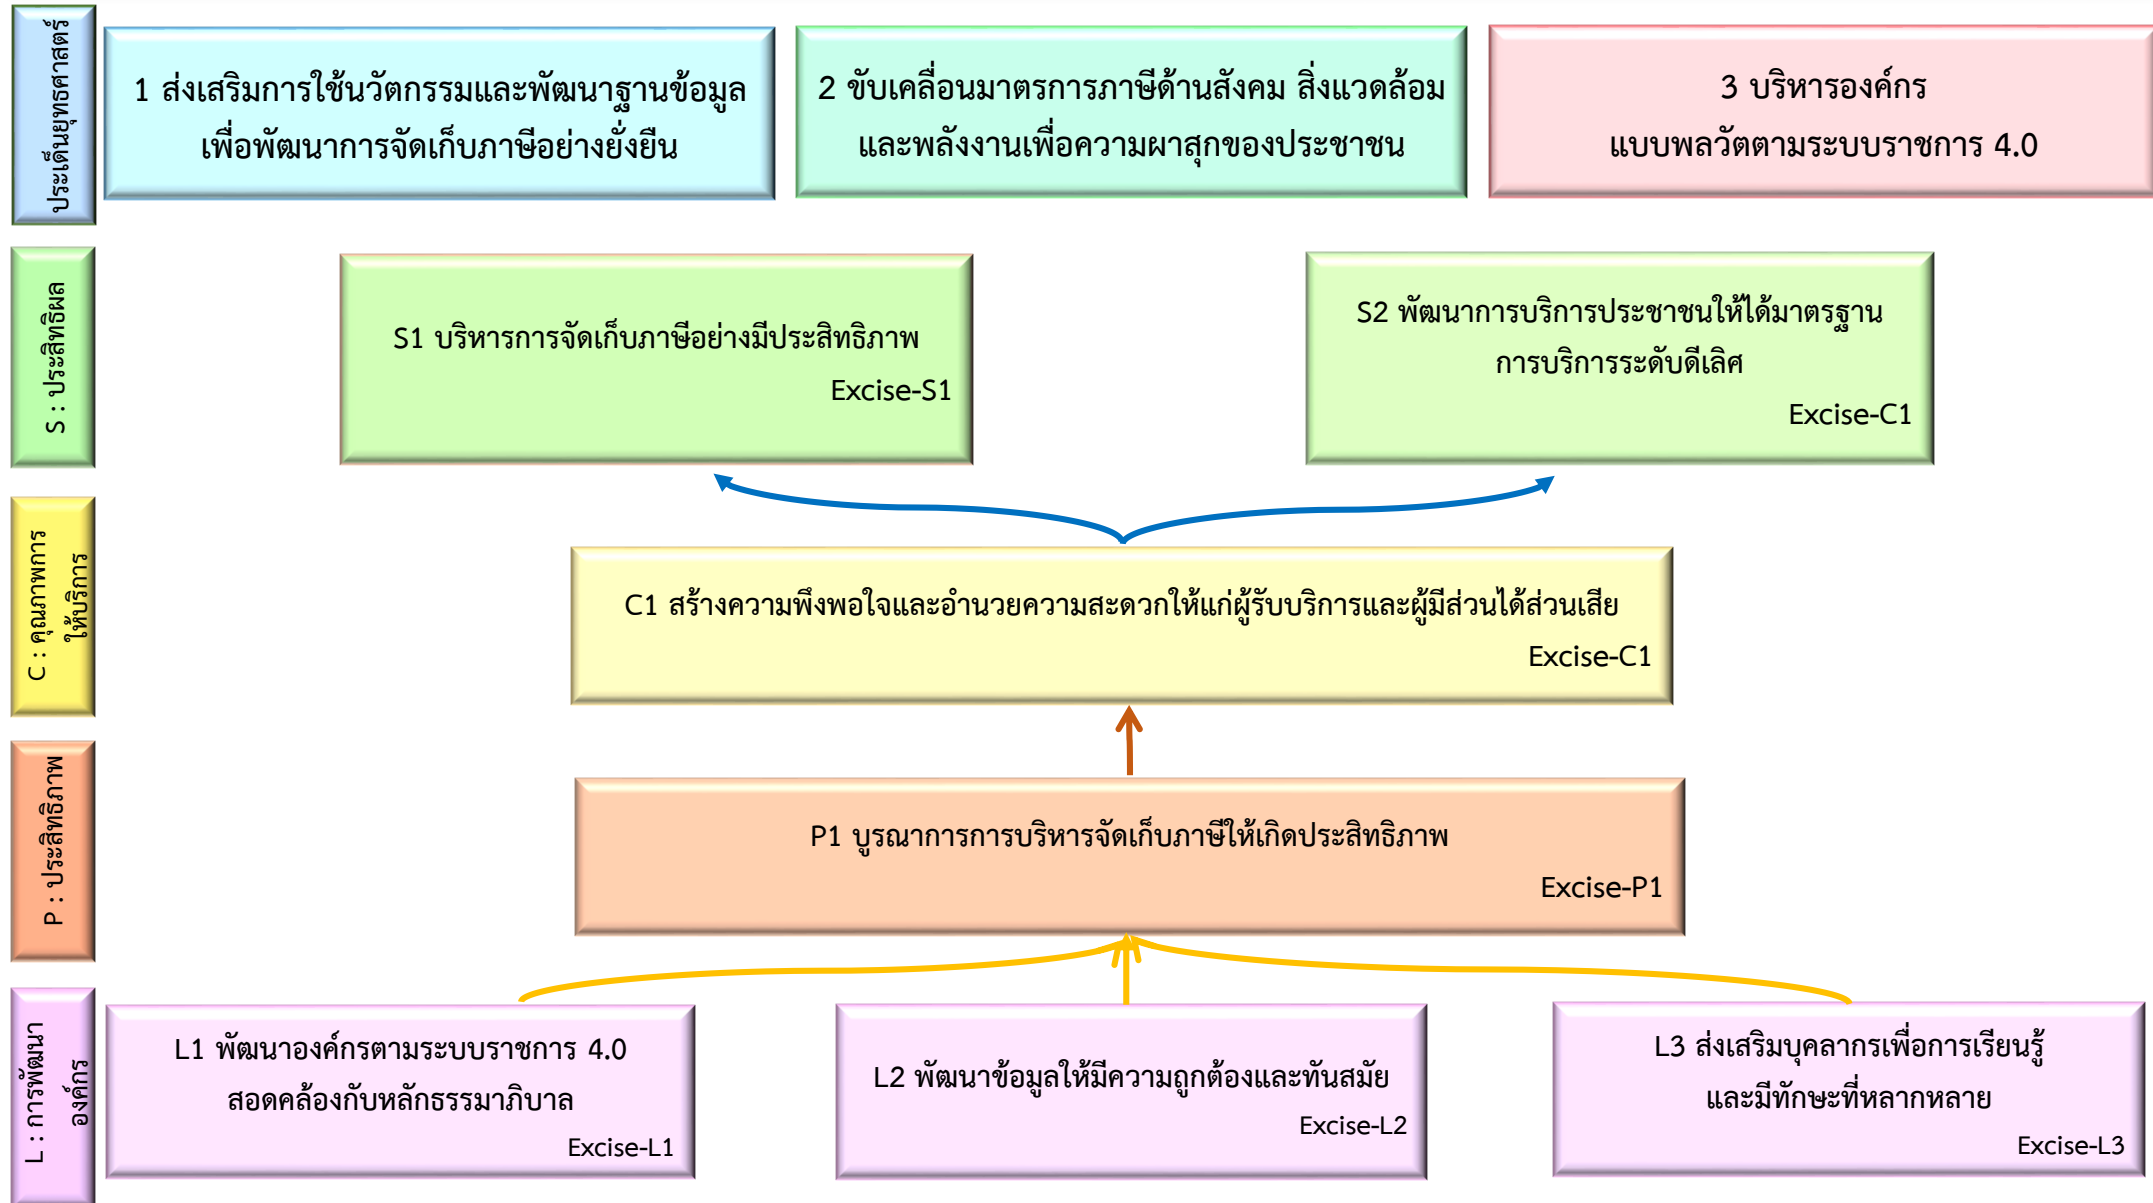 ประเด็นยุทธศาสตร์
1 ส่งเสริมการใช้นวัตกรรมและพัฒนาฐานข้อมูล
เพื่อพัฒนาการจัดเก็บภาษีอย่างยั่งยืน
2 ขับเคลื่อนมาตรการภาษีด้านสังคม สิ่งแวดล้อม
และพลังงานเพื่อความผาสุกของประชาชน
3 บริหารองค์กร
แบบพลวัตตามระบบราชการ 4.0
S : ประสิทธิผล
S1 บริหารการจัดเก็บภาษีอย่างมีประสิทธิภาพ
Excise-S1
S2 พัฒนาการบริการประชาชนให้ได้มาตรฐาน
การบริการระดับดีเลิศ
Excise-C1
C : คุณภาพการ
ให้บริการ
C1 สร้างความพึงพอใจและอำนวยความสะดวกให้แก่ผู้รับบริการและผู้มีส่วนได้ส่วนเสีย
Excise-C1
P : ประสิทธิภาพ
P1 บูรณาการการบริหารจัดเก็บภาษีให้เกิดประสิทธิภาพ
Excise-P1
L : การพัฒนา
องค์กร
L1 พัฒนาองค์กรตามระบบราชการ 4.0
สอดคล้องกับหลักธรรมาภิบาล
Excise-L1
L2 พัฒนาข้อมูลให้มีความถูกต้องและทันสมัย
Excise-L2
L3 ส่งเสริมบุคลากรเพื่อการเรียนรู้
และมีทักษะที่หลากหลาย
Excise-L3